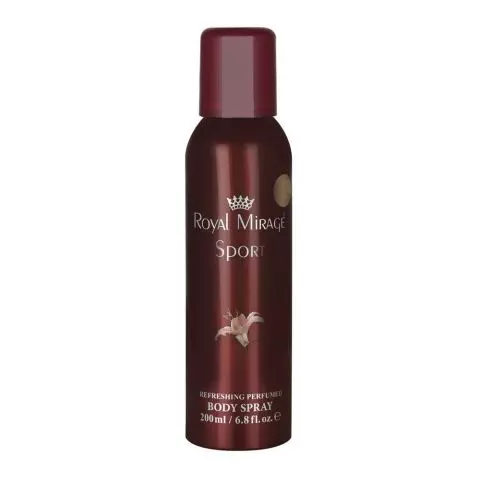 Royal Mirage
Sport
REFRESHING PERFUMED
BODY SPRAY
200ml / 6.8 fl. oz. ℮